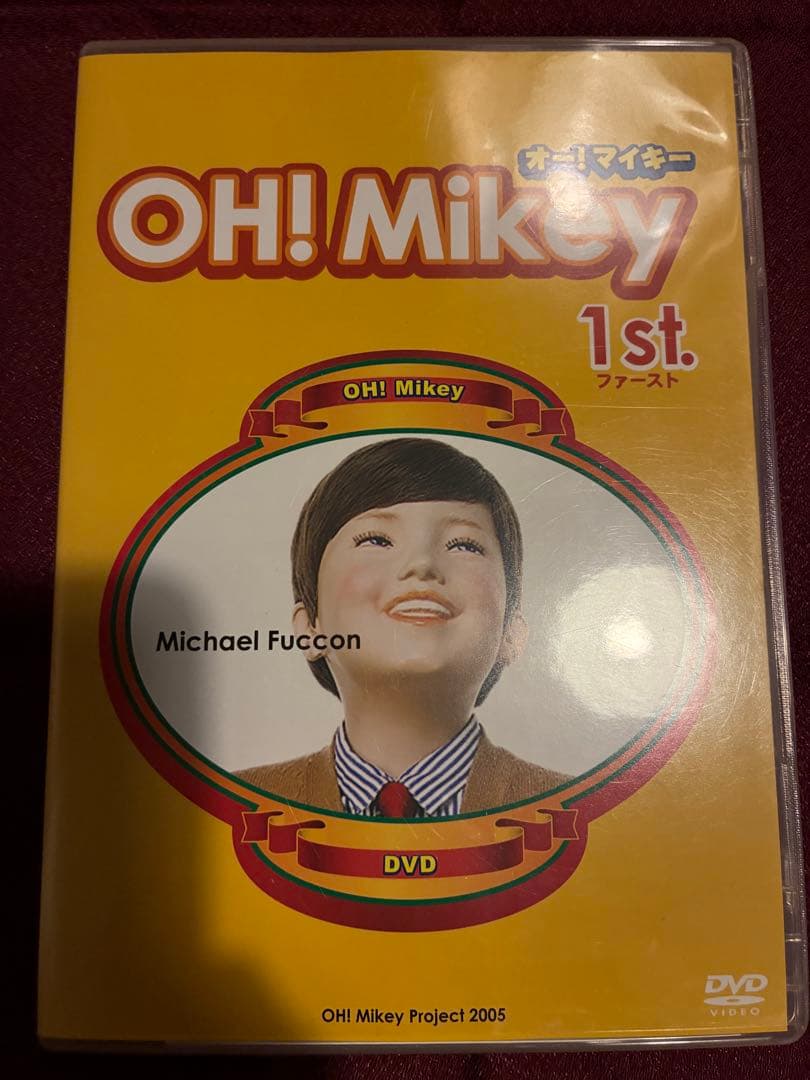 オー!マイキー
OH! Mikey
1st.
ファースト
OH! Mikey
Michael Fuccon
DVD
DVD
VIDEO
OH! Mikey Project 2005